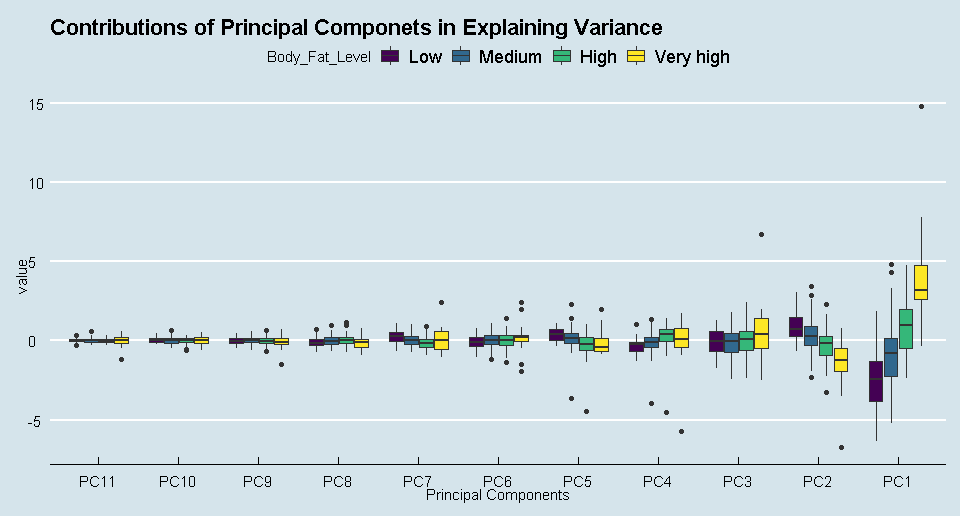 Contributions of Principal Componets in Explaining Variance
Body_Fat_Level Low Medium High Very high
15
10
5
0
-5
value
PC11 PC10 PC9 PC8 PC7 PC6 PC5 PC4 PC3 PC2 PC1
Principal Components